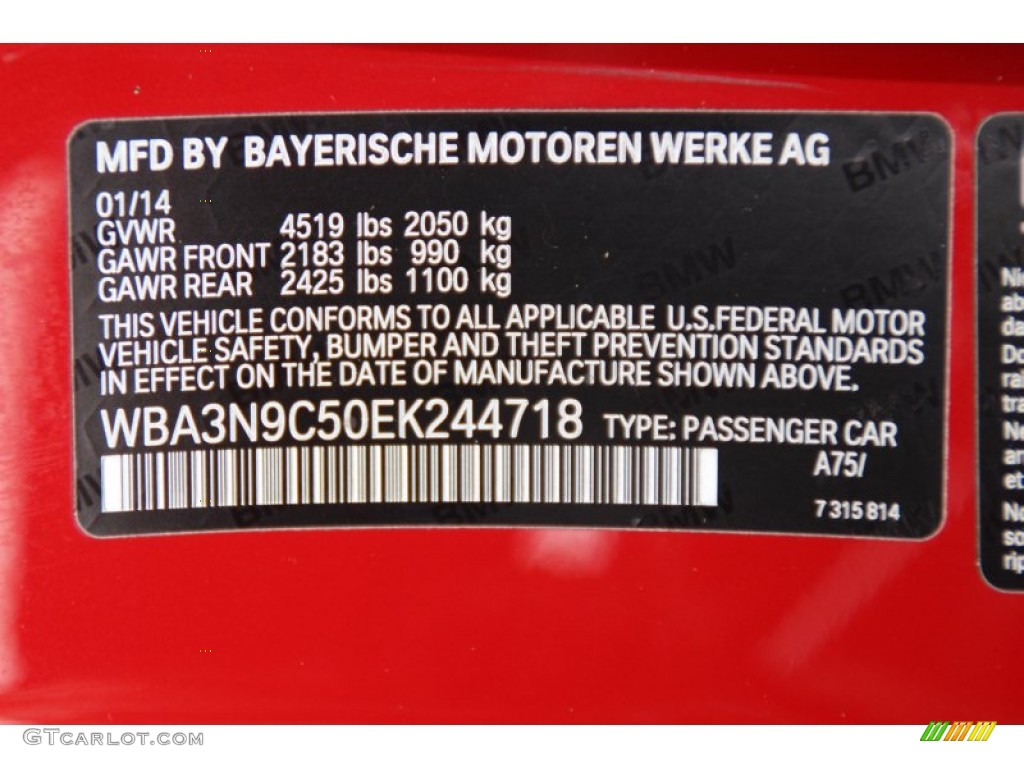 MFD BY BAYERISCHE MOTOREN WERKE AG
01/14
GVWR 4519 lbs 2050 kg
GAWR FRONT 2183 lbs 990 kg
GAWR REAR 2425 lbs 1100 kg
THIS VEHICLE CONFORMS TO ALL APPLICABLE U.S.FEDERAL MOTOR
VEHICLE SAFETY, BUMPER AND THEFT PREVENTION STANDARDS
IN EFFECT ON THE DATE OF MANUFACTURE SHOWN ABOVE.
WBA3N9C50EK244718 TYPE: PASSENGER CAR
A75/
7 315 814
GTCARLOT.COM